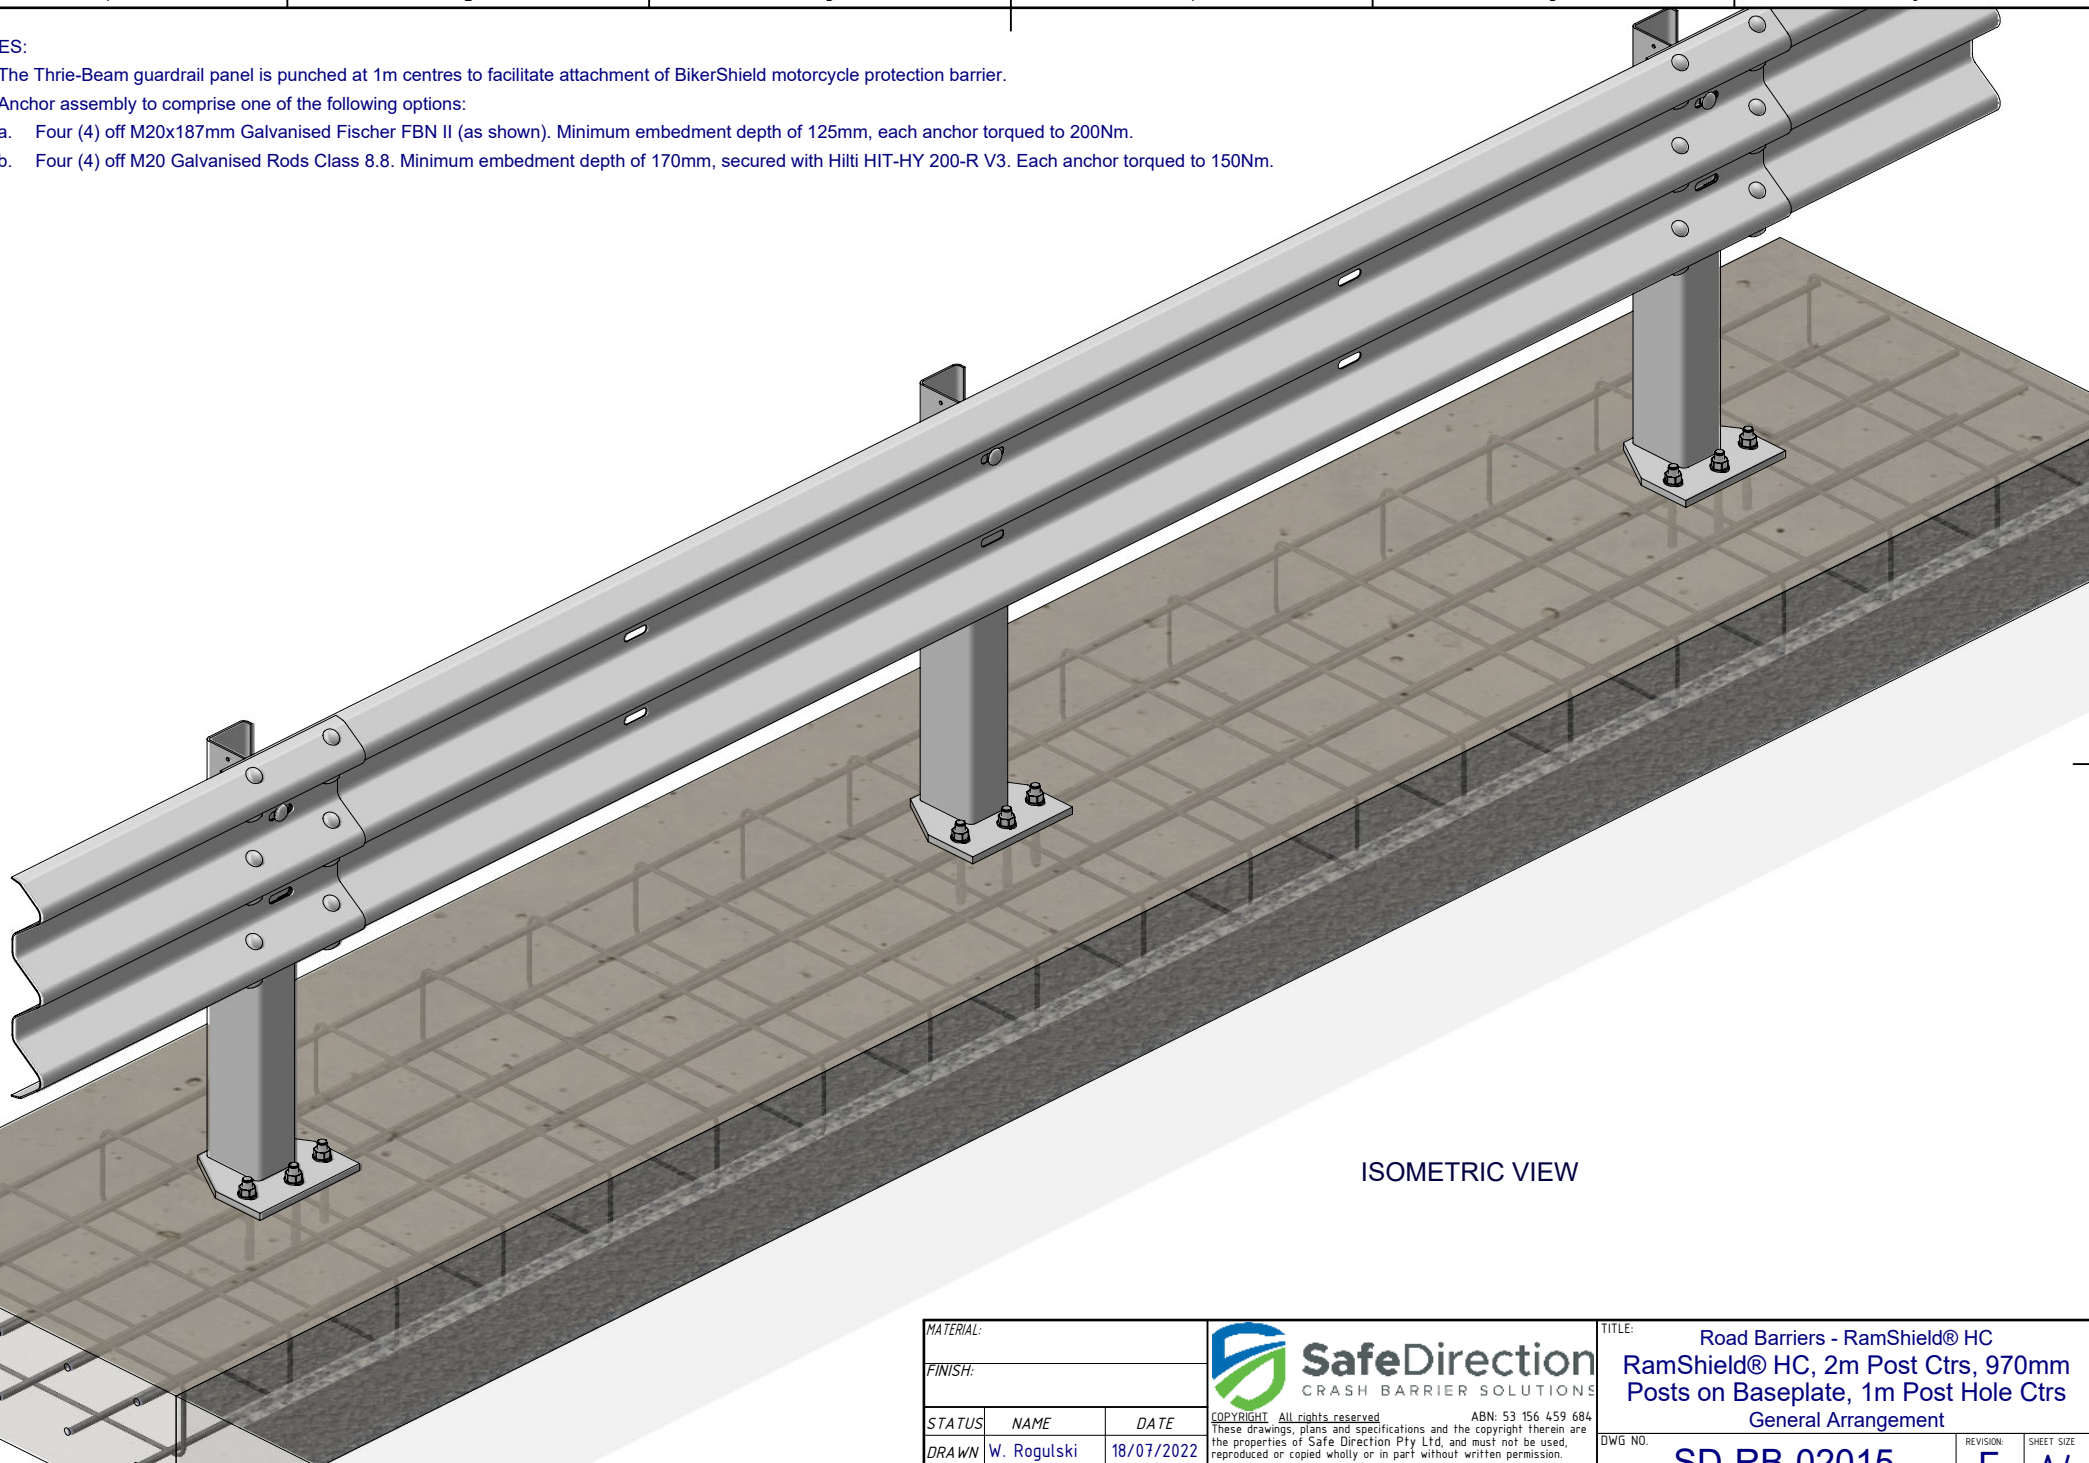 ES:
The Thrie-Beam guardrail panel is punched at 1m centres to facilitate attachment of BikerShield motorcycle protection barrier.
Anchor assembly to comprise one of the following options:
a. Four (4) off M20x187mm Galvanised Fischer FBN II (as shown). Minimum embedment depth of 125mm, each anchor torqued to 200Nm.
b. Four (4) off M20 Galvanised Rods Class 8.8. Minimum embedment depth of 170mm, secured with Hilti HIT-HY 200-R V3. Each anchor torqued to 150Nm.
ISOMETRIC VIEW
MATERIAL:
FINISH:
STATUS NAME DATE
DRAWN W. Rogulski 18/07/2022
SafeDirection
CRASH BARRIER SOLUTIONS
COPYRIGHT All rights reserved ABN: 53 156 459 684
These drawings, plans and specifications and the copyright therein are
the properties of Safe Direction Pty Ltd, and must not be used,
reproduced or copied wholly or in part without written permission.
TITLE:
Road Barriers - RamShield® HC
RamShield® HC, 2m Post Ctrs, 970mm
Posts on Baseplate, 1m Post Hole Ctrs
General Arrangement
DWG NO.
SD-RB-02015
REVISION:
SHEET SIZE